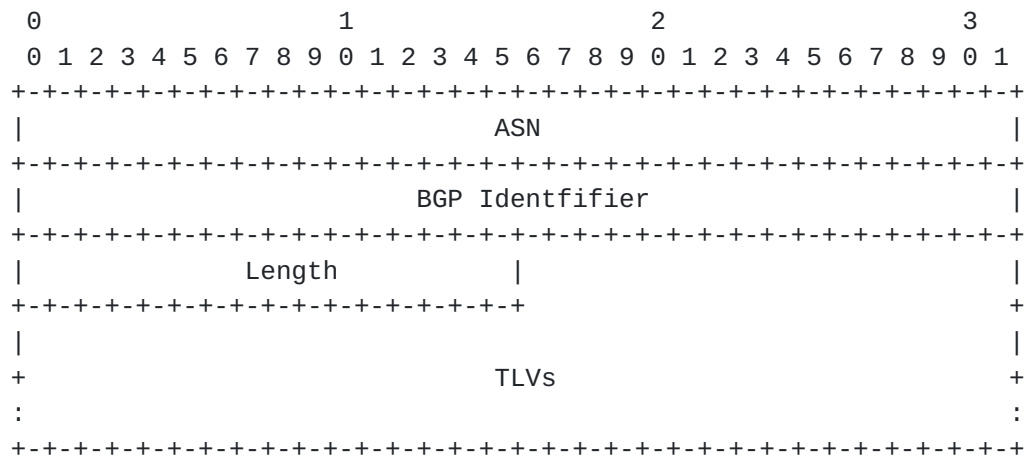 0                   1                   2                   3
 0 1 2 3 4 5 6 7 8 9 0 1 2 3 4 5 6 7 8 9 0 1 2 3 4 5 6 7 8 9 0 1
+-+-+-+-+-+-+-+-+-+-+-+-+-+-+-+-+-+-+-+-+-+-+-+-+-+-+-+-+-+-+-+-+
|                              ASN                              |
+-+-+-+-+-+-+-+-+-+-+-+-+-+-+-+-+-+-+-+-+-+-+-+-+-+-+-+-+-+-+-+-+
|                         BGP Identfifier                       |
+-+-+-+-+-+-+-+-+-+-+-+-+-+-+-+-+-+-+-+-+-+-+-+-+-+-+-+-+-+-+-+-+
|              Length           |                               |
+-+-+-+-+-+-+-+-+-+-+-+-+-+-+-+-+                               +
|                                                               |
+                              TLVs                             +
:                                                               :
+-+-+-+-+-+-+-+-+-+-+-+-+-+-+-+-+-+-+-+-+-+-+-+-+-+-+-+-+-+-+-+-+